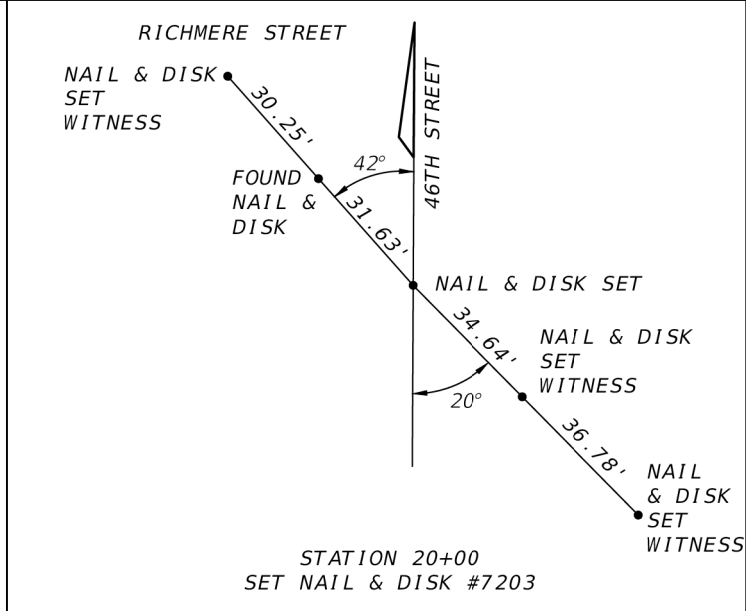 RICHMERE STREET
NAIL & DISK
SET
WITNESS
30.25'
46TH STREET
42°
FOUND
NAIL &
DISK
31.63'
NAIL & DISK SET
34.64'
NAIL & DISK
SET
WITNESS
20°
36.78'
NAIL
& DISK
SET
WITNESS
STATION 20+00
SET NAIL & DISK #7203